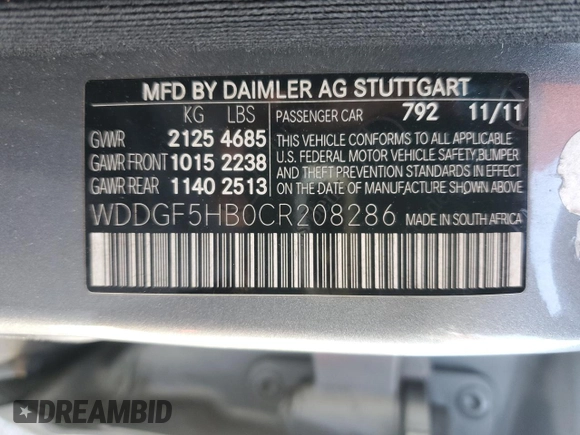 MFD BY DAIMLER AG STUTTGART
KG LBS PASSENGER CAR 792 11/11
GVWR 2125 4685 THIS VEHICLE CONFORMS TO ALL APPLICABLE
GAWR FRONT 1015 2238 U.S. FEDERAL MOTOR VEHICLE SAFETY,BUMPER
GAWR REAR 1140 2513 AND THEFT PREVENTION STANDARDS IN EFFECT
ON THE DATE OF MANUFACTURE SHOWN ABOVE.
WDDGF5HB0CR208286 MADE IN SOUTH AFRICA
DREAMBID